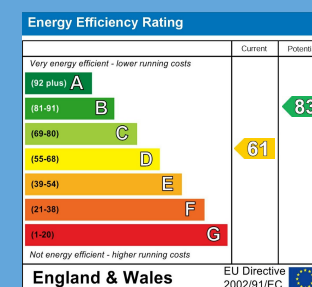 Energy Efficiency Rating
Current
Potenti
Very energy efficient - lower running costs
(92 plus) A
(81-91) B
83
(69-80) C
(55-68) D
61
(39-54) E
(21-38) F
(1-20) G
Not energy efficient - higher running costs
England & Wales
EU Directive
2002/91/EC